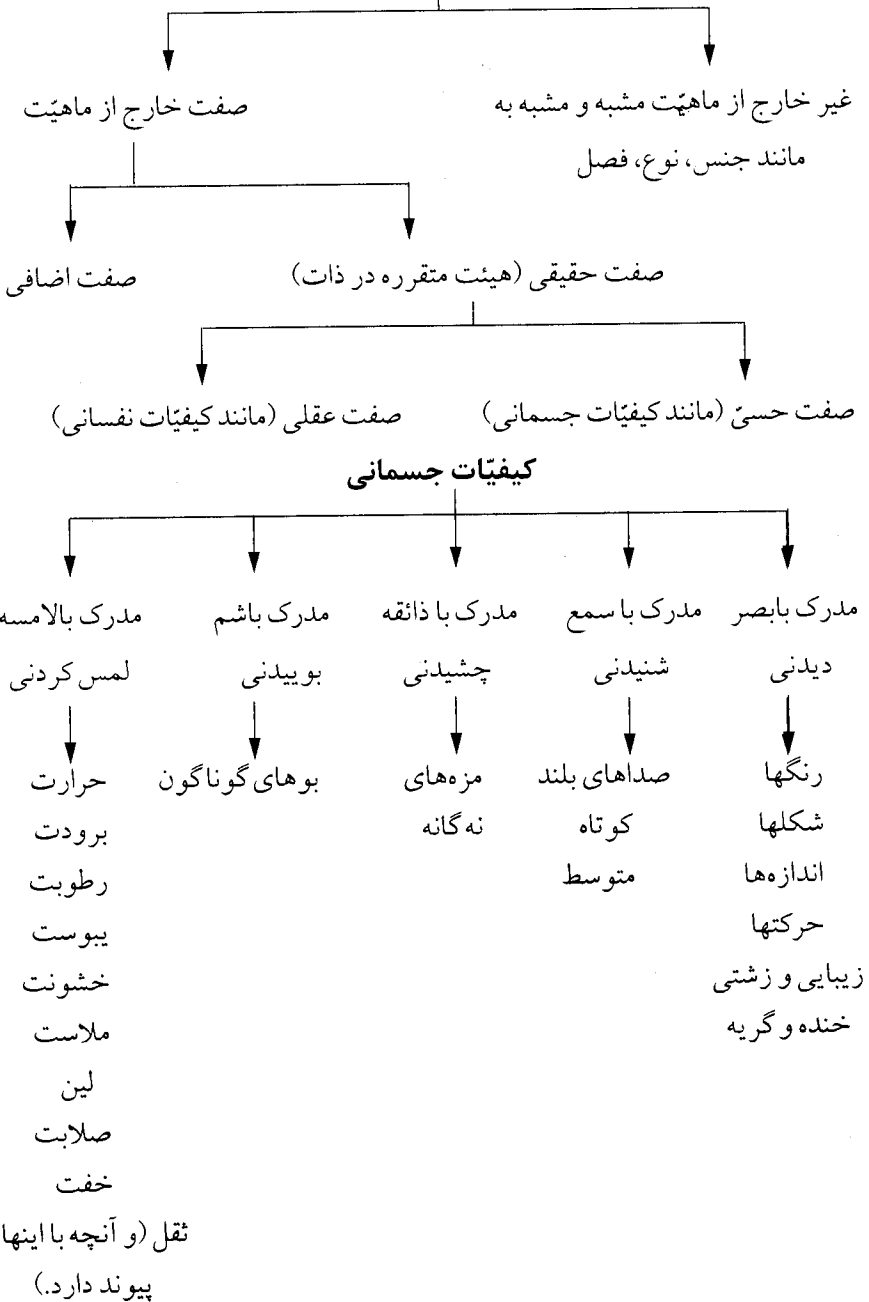 غیر خارج از ماهیّت مشبه و مشبه به
مانند جنس، نوع، فصل
صفت خارج از ماهیّت
صفت حقیقی (هیئت متقرره در ذات)
صفت اضافی
صفت حسیّ (مانند کیفیّات جسمانی)
صفت عقلی (مانند کیفیّات نفسانی)
کیفیّات جسمانی
مدرک بابصر
دیدنی
رنگها
شکلها
اندازه‌ها
حرکتها
زیبایی و زشتی
خنده و گریه
مدرک با سمع
شنیدنی
صداهای بلند
کوتاه
متوسط
مدرک با ذائقه
چشیدنی
مزه‌های
نه‌گانه
مدرک باشم
بوییدنی
بوهای گوناگون
مدرک بالامسه
لمس کردنی
حرارت
برودت
رطوبت
یبوست
خشونت
ملاست
لین
صلابت
خفت
ثقل (و آنچه با اینها
پیوند دارد.)